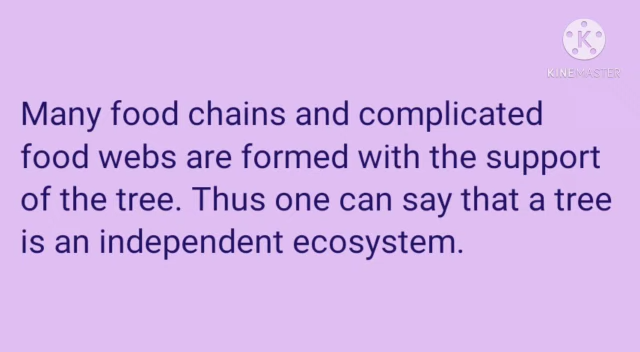 K
KINEMASTER
Many food chains and complicated
food webs are formed with the support
of the tree. Thus one can say that a tree
is an independent ecosystem.